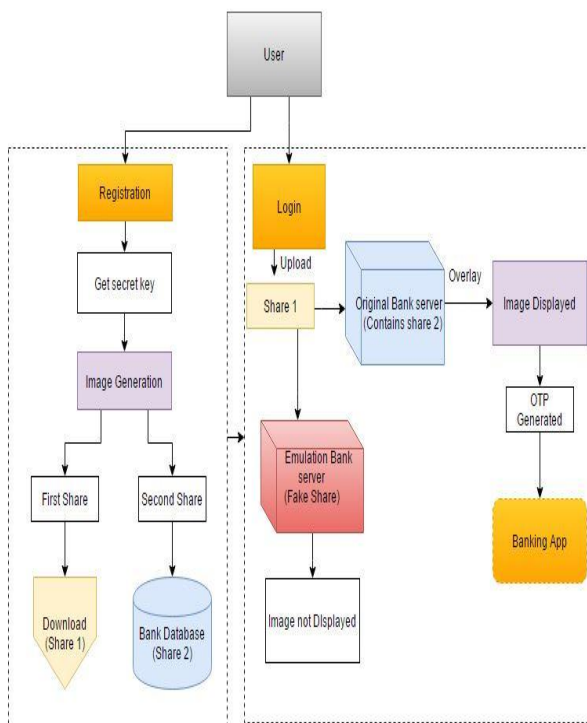 User
Registration
Get secret key
Image Generation
First Share
Second Share
Download
(Share 1)
Bank Database
(Share 2)
Login
Upload
Share 1
Original Bank server
(Contains share 2)
Overlay
Image Displayed
OTP
Generated
Banking App
Emulation Bank
server
(Fake Share)
Image not DIsplayed